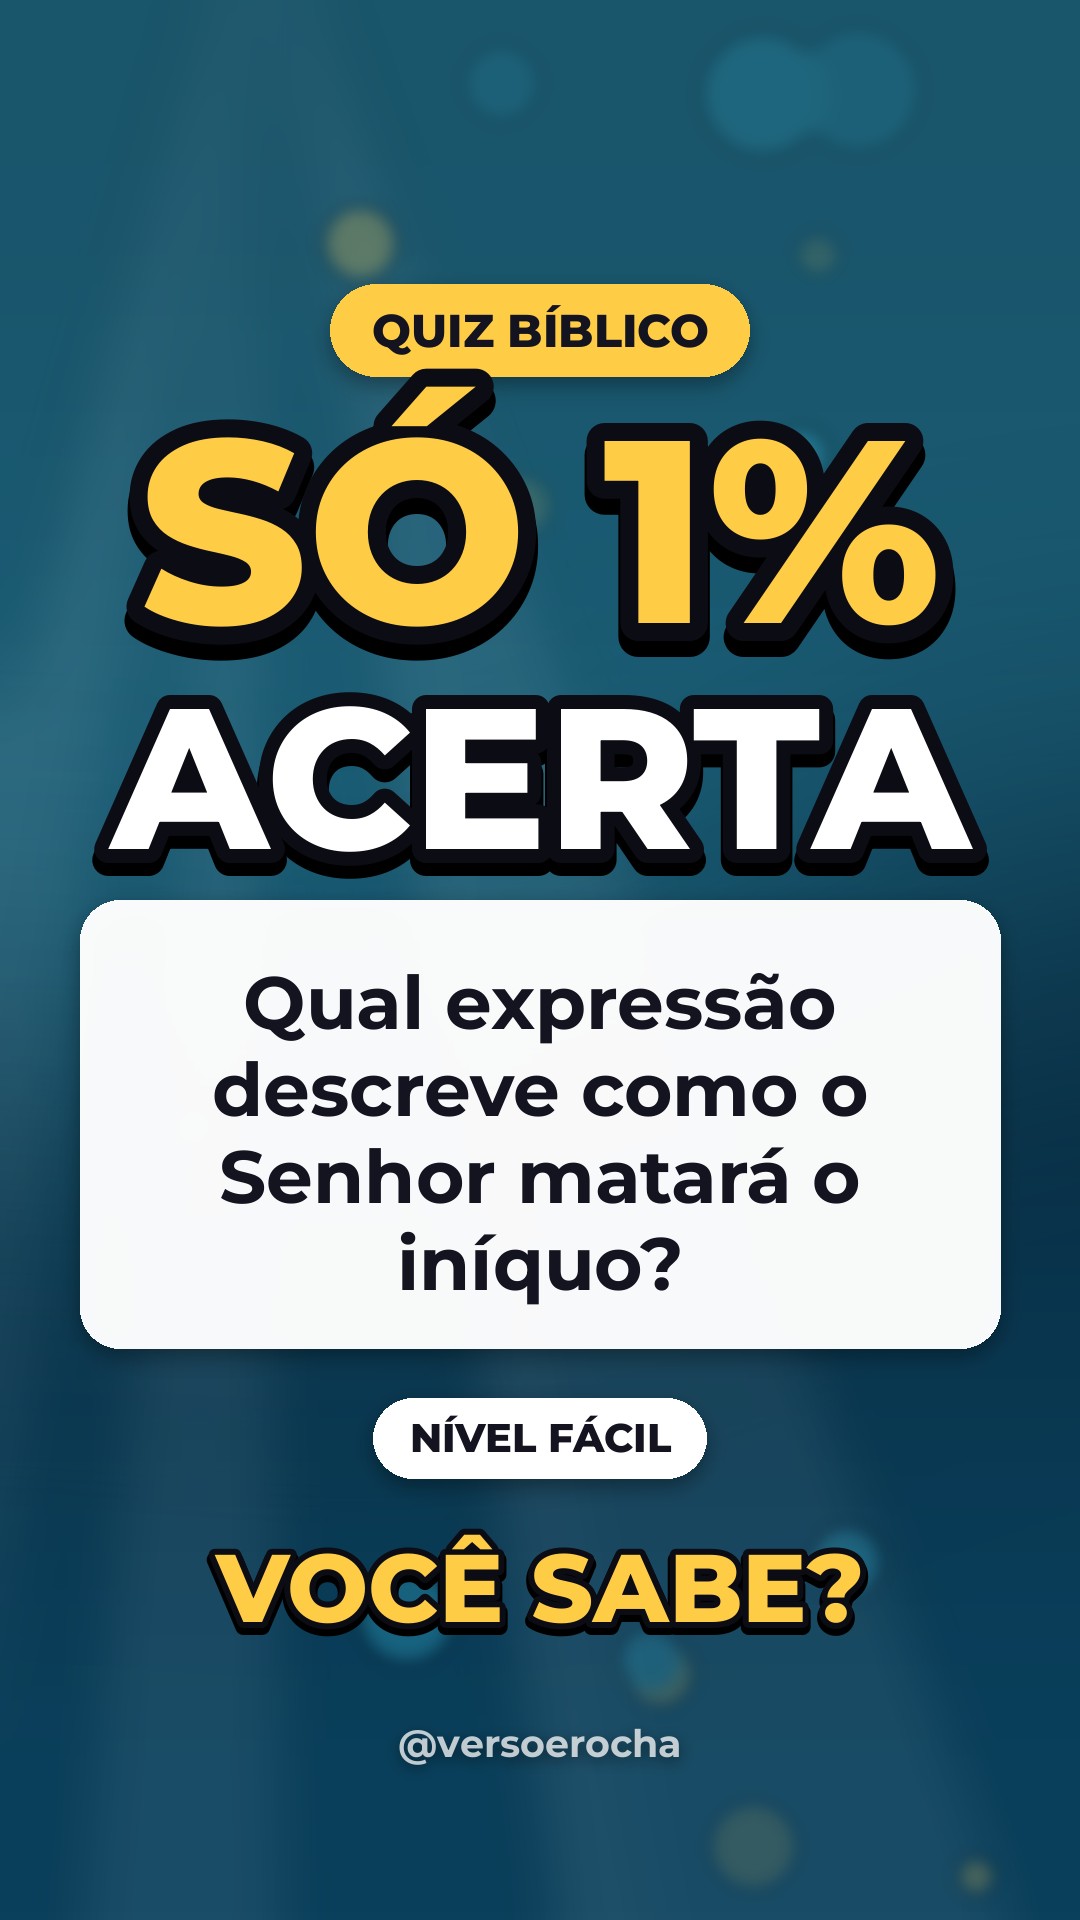 QUIZ BÍBLICO
SÓ 1%
ACERTA
Qual expressão
descreve como o
Senhor matará o
iníquo?
NÍVEL FÁCIL
VOCÊ SABE?
@versoerocha